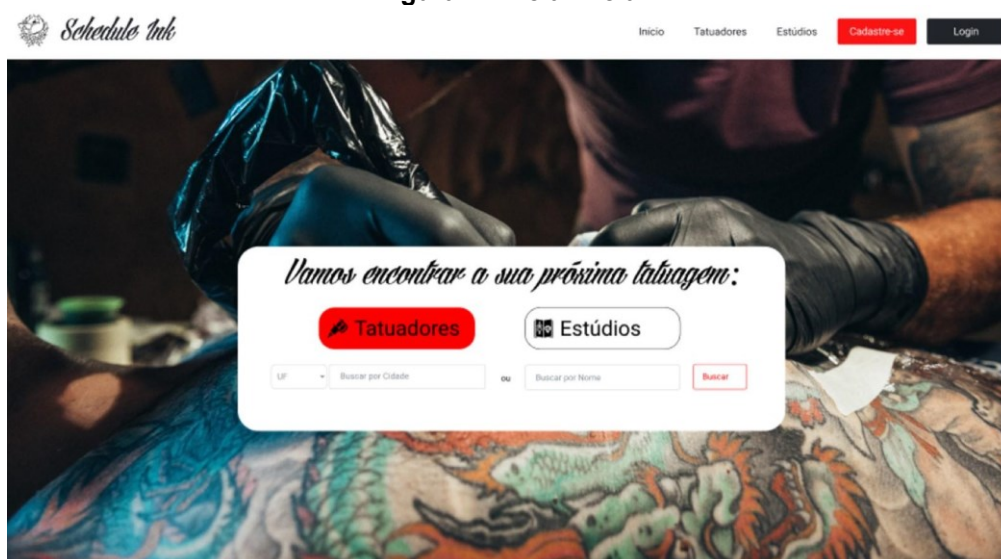 Schedule Ink
Início Tatuadores Estúdios Cadastre-se Login
Vamos encontrar a sua próxima tatuagem:
Tatuadores Estúdios
UF Buscar por Cidade ou Buscar por Nome Buscar